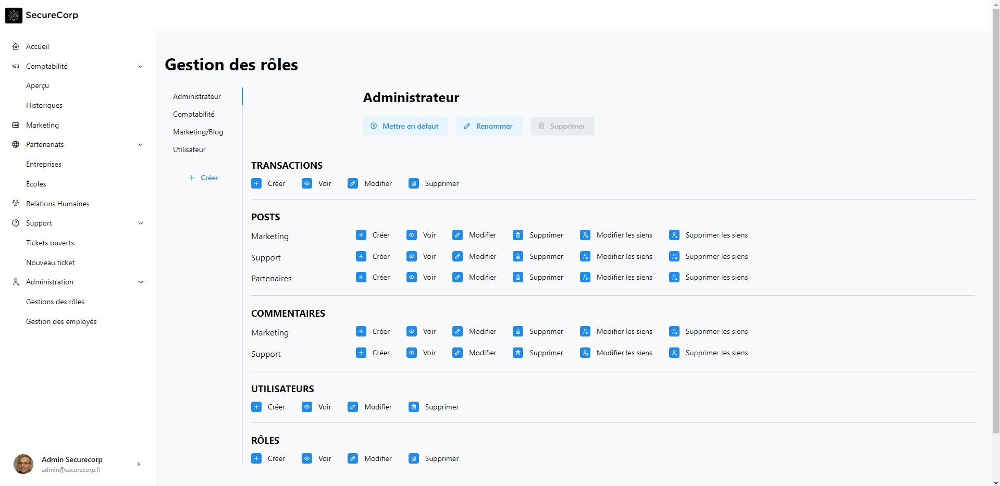 SecureCorp
Accueil
123 Comptabilité
Aperçu
Historiques
Ad Marketing
Partenariats
Entreprises
Écoles
Relations Humaines
Support
Tickets ouverts
Nouveau ticket
Administration
Gestions des rôles
Gestion des employés
Admin Securecorp
admin@securecorp.fr
Gestion des rôles
Administrateur
Comptabilité
Marketing/Blog
Utilisateur
+ Créer
Administrateur
Mettre en défaut Renommer Supprimer
TRANSACTIONS
Créer Voir Modifier Supprimer
POSTS
Marketing Créer Voir Modifier Supprimer Modifier les siens Supprimer les siens
Support Créer Voir Modifier Supprimer Modifier les siens Supprimer les siens
Partenaires Créer Voir Modifier Supprimer Modifier les siens Supprimer les siens
COMMENTAIRES
Marketing Créer Voir Modifier Supprimer Modifier les siens Supprimer les siens
Support Créer Voir Modifier Supprimer Modifier les siens Supprimer les siens
UTILISATEURS
Créer Voir Modifier Supprimer
RÔLES
Créer Voir Modifier Supprimer